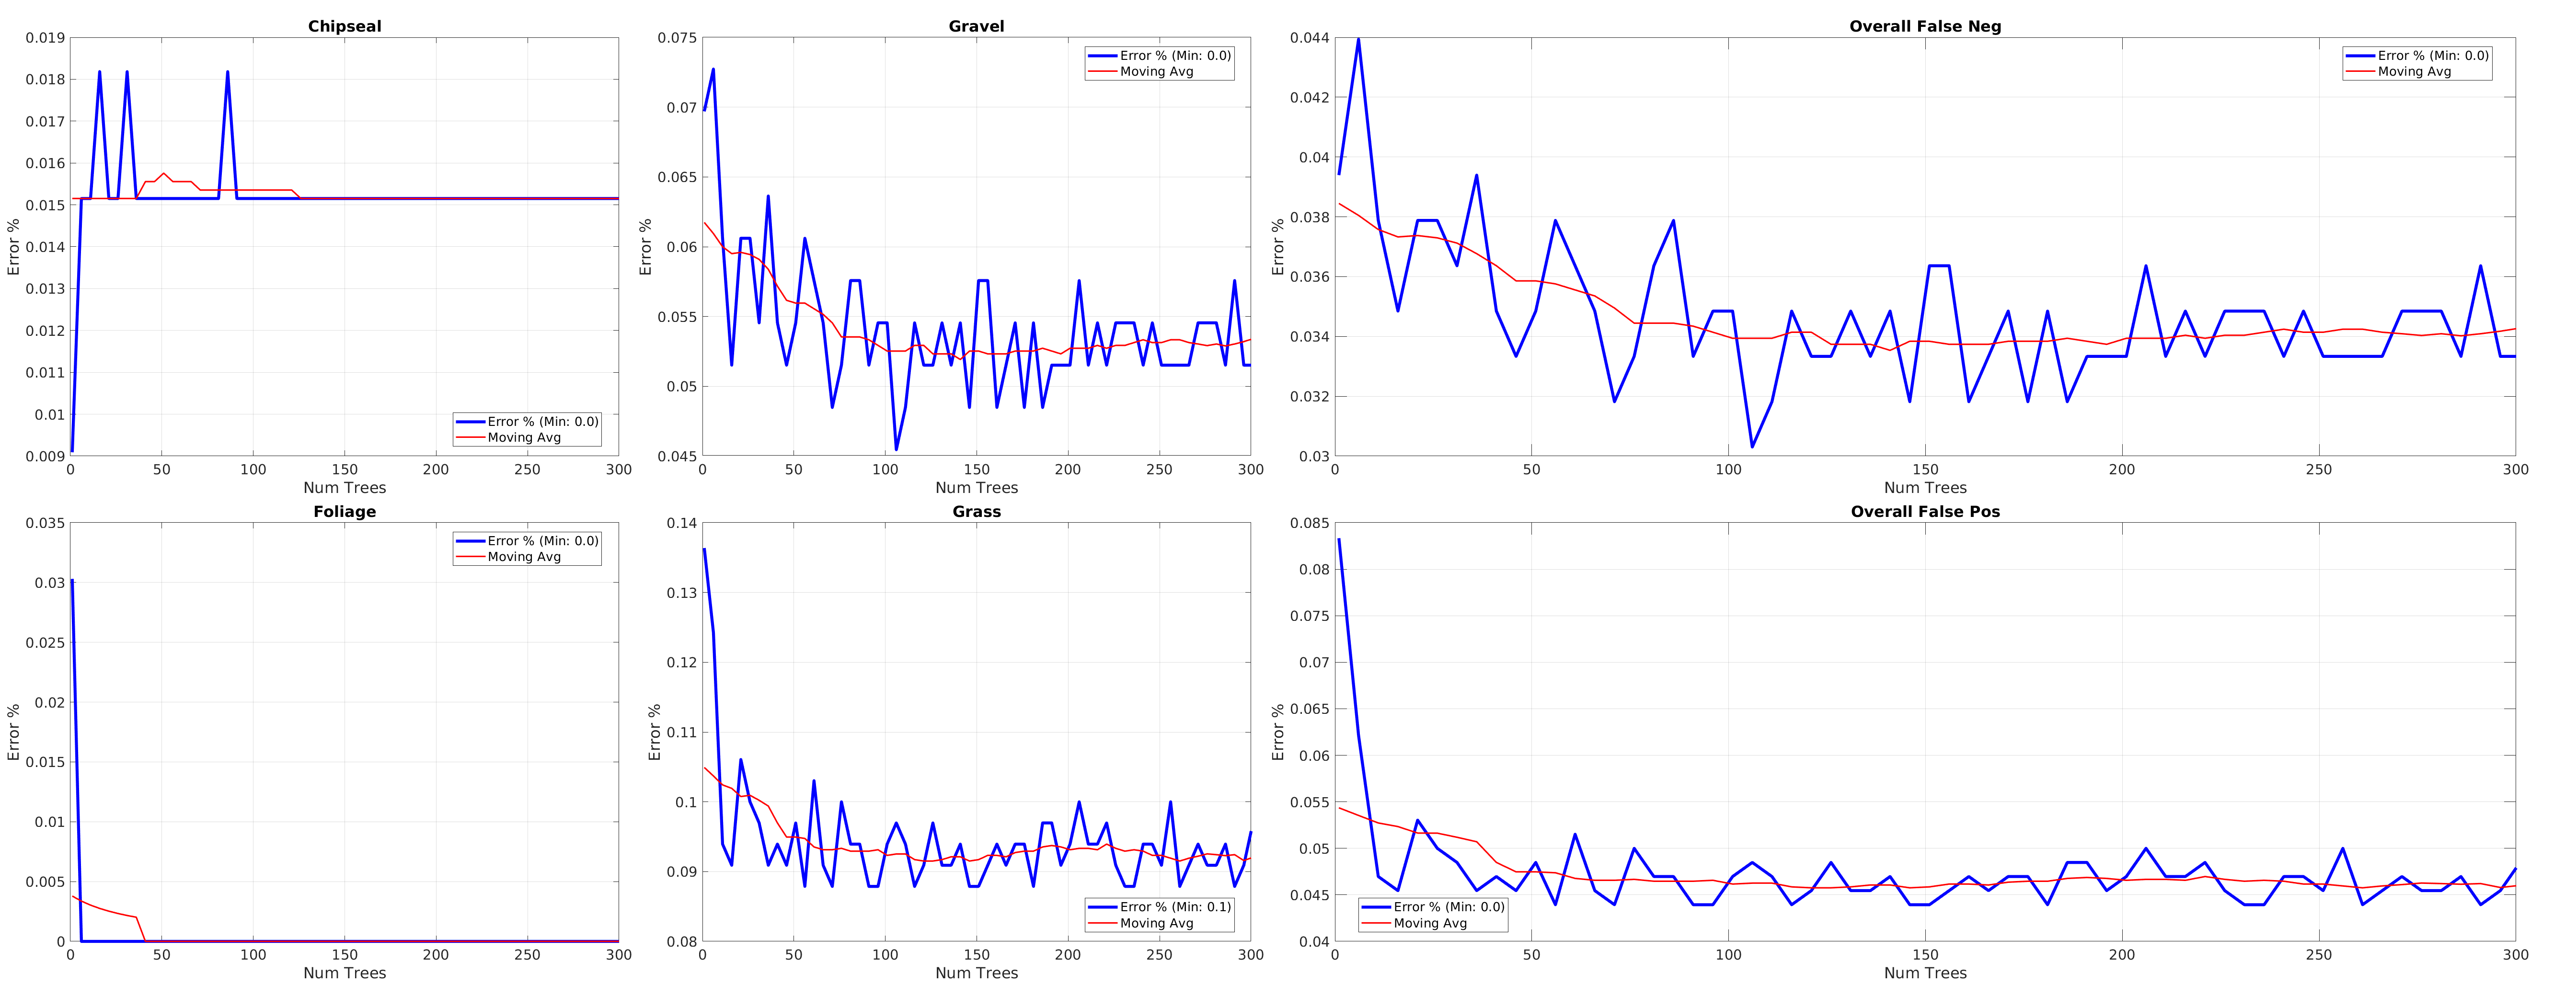 Chipseal
0.019
0.018
0.017
0.016
0.015
0.014
0.013
0.012
0.011
0.01
0.009
Error %
Error % (Min: 0.0)
Moving Avg
0 50 100 150 200 250 300
Num Trees
Gravel
0.075
0.07
0.065
0.06
0.055
0.05
0.045
Error %
Error % (Min: 0.0)
Moving Avg
0 50 100 150 200 250 300
Num Trees
Overall False Neg
0.044
0.042
0.04
0.038
0.036
0.034
0.032
0.03
Error %
Error % (Min: 0.0)
Moving Avg
0 50 100 150 200 250 300
Num Trees
Foliage
0.035
0.03
0.025
0.02
0.015
0.01
0.005
0
Error %
Error % (Min: 0.0)
Moving Avg
0 50 100 150 200 250 300
Num Trees
Grass
0.14
0.13
0.12
0.11
0.1
0.09
0.08
Error %
Error % (Min: 0.1)
Moving Avg
0 50 100 150 200 250 300
Num Trees
Overall False Pos
0.085
0.08
0.075
0.07
0.065
0.06
0.055
0.05
0.045
0.04
Error %
Error % (Min: 0.0)
Moving Avg
0 50 100 150 200 250 300
Num Trees